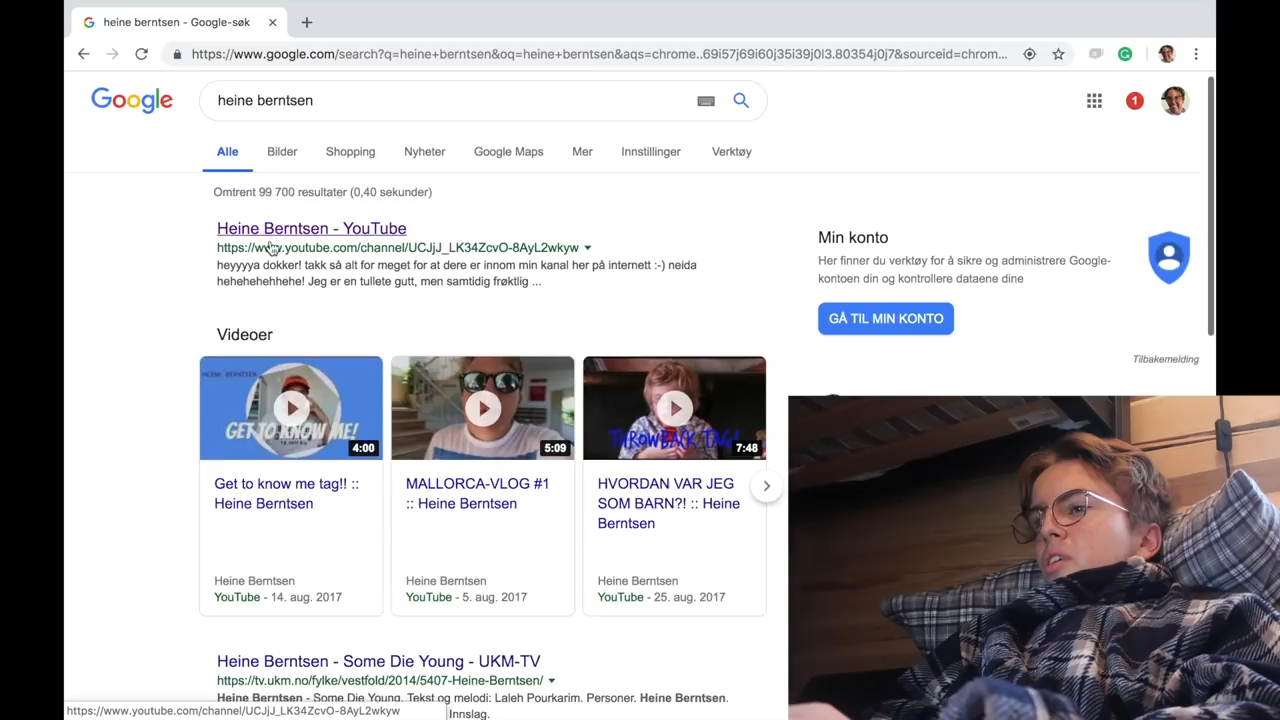 heine berntsen - Google-søk
https://www.google.com/search?q=heine+berntsen&oq=heine+berntsen&aqs=chrome..69i57j69i60j35i39j0l3.80354j0j7&sourceid=chrom...
Google
heine berntsen
1
Alle Bilder Shopping Nyheter Google Maps Mer Innstillinger Verktøy
Omtrent 99 700 resultater (0,40 sekunder)
Heine Berntsen - YouTube
https://www.youtube.com/channel/UCJjJ_LK34ZcvO-8AyL2wkyw
heyyyya dokker! takk så alt for meget for at dere er innom min kanal her på internett :-) neida
hehehehehhehe! Jeg er en tullete gutt, men samtidig frøktlig ...
Min konto
Her finner du verktøy for å sikre og administrere Google-
kontoen din og kontrollere dataene dine
GÅ TIL MIN KONTO
Tilbakemelding
Videoer
HEINE BERNTSEN
GET TO KNOW ME!
4:00
5:09
THROWBACK TAG!
7:48
Get to know me tag!! ::
Heine Berntsen
Heine Berntsen
YouTube - 14. aug. 2017
MALLORCA-VLOG #1
:: Heine Berntsen
Heine Berntsen
YouTube - 5. aug. 2017
HVORDAN VAR JEG
SOM BARN?! :: Heine
Berntsen
Heine Berntsen
YouTube - 25. aug. 2017
Heine Berntsen - Some Die Young - UKM-TV
https://tv.ukm.no/fylke/vestfold/2014/5407-Heine-Berntsen/
Heine Berntsen - Some Die Young. Tekst og melodi: Laleh Pourkarim. Personer. Heine Berntsen.
Innslag.
https://www.youtube.com/channel/UCJjJ_LK34ZcvO-8AyL2wkyw